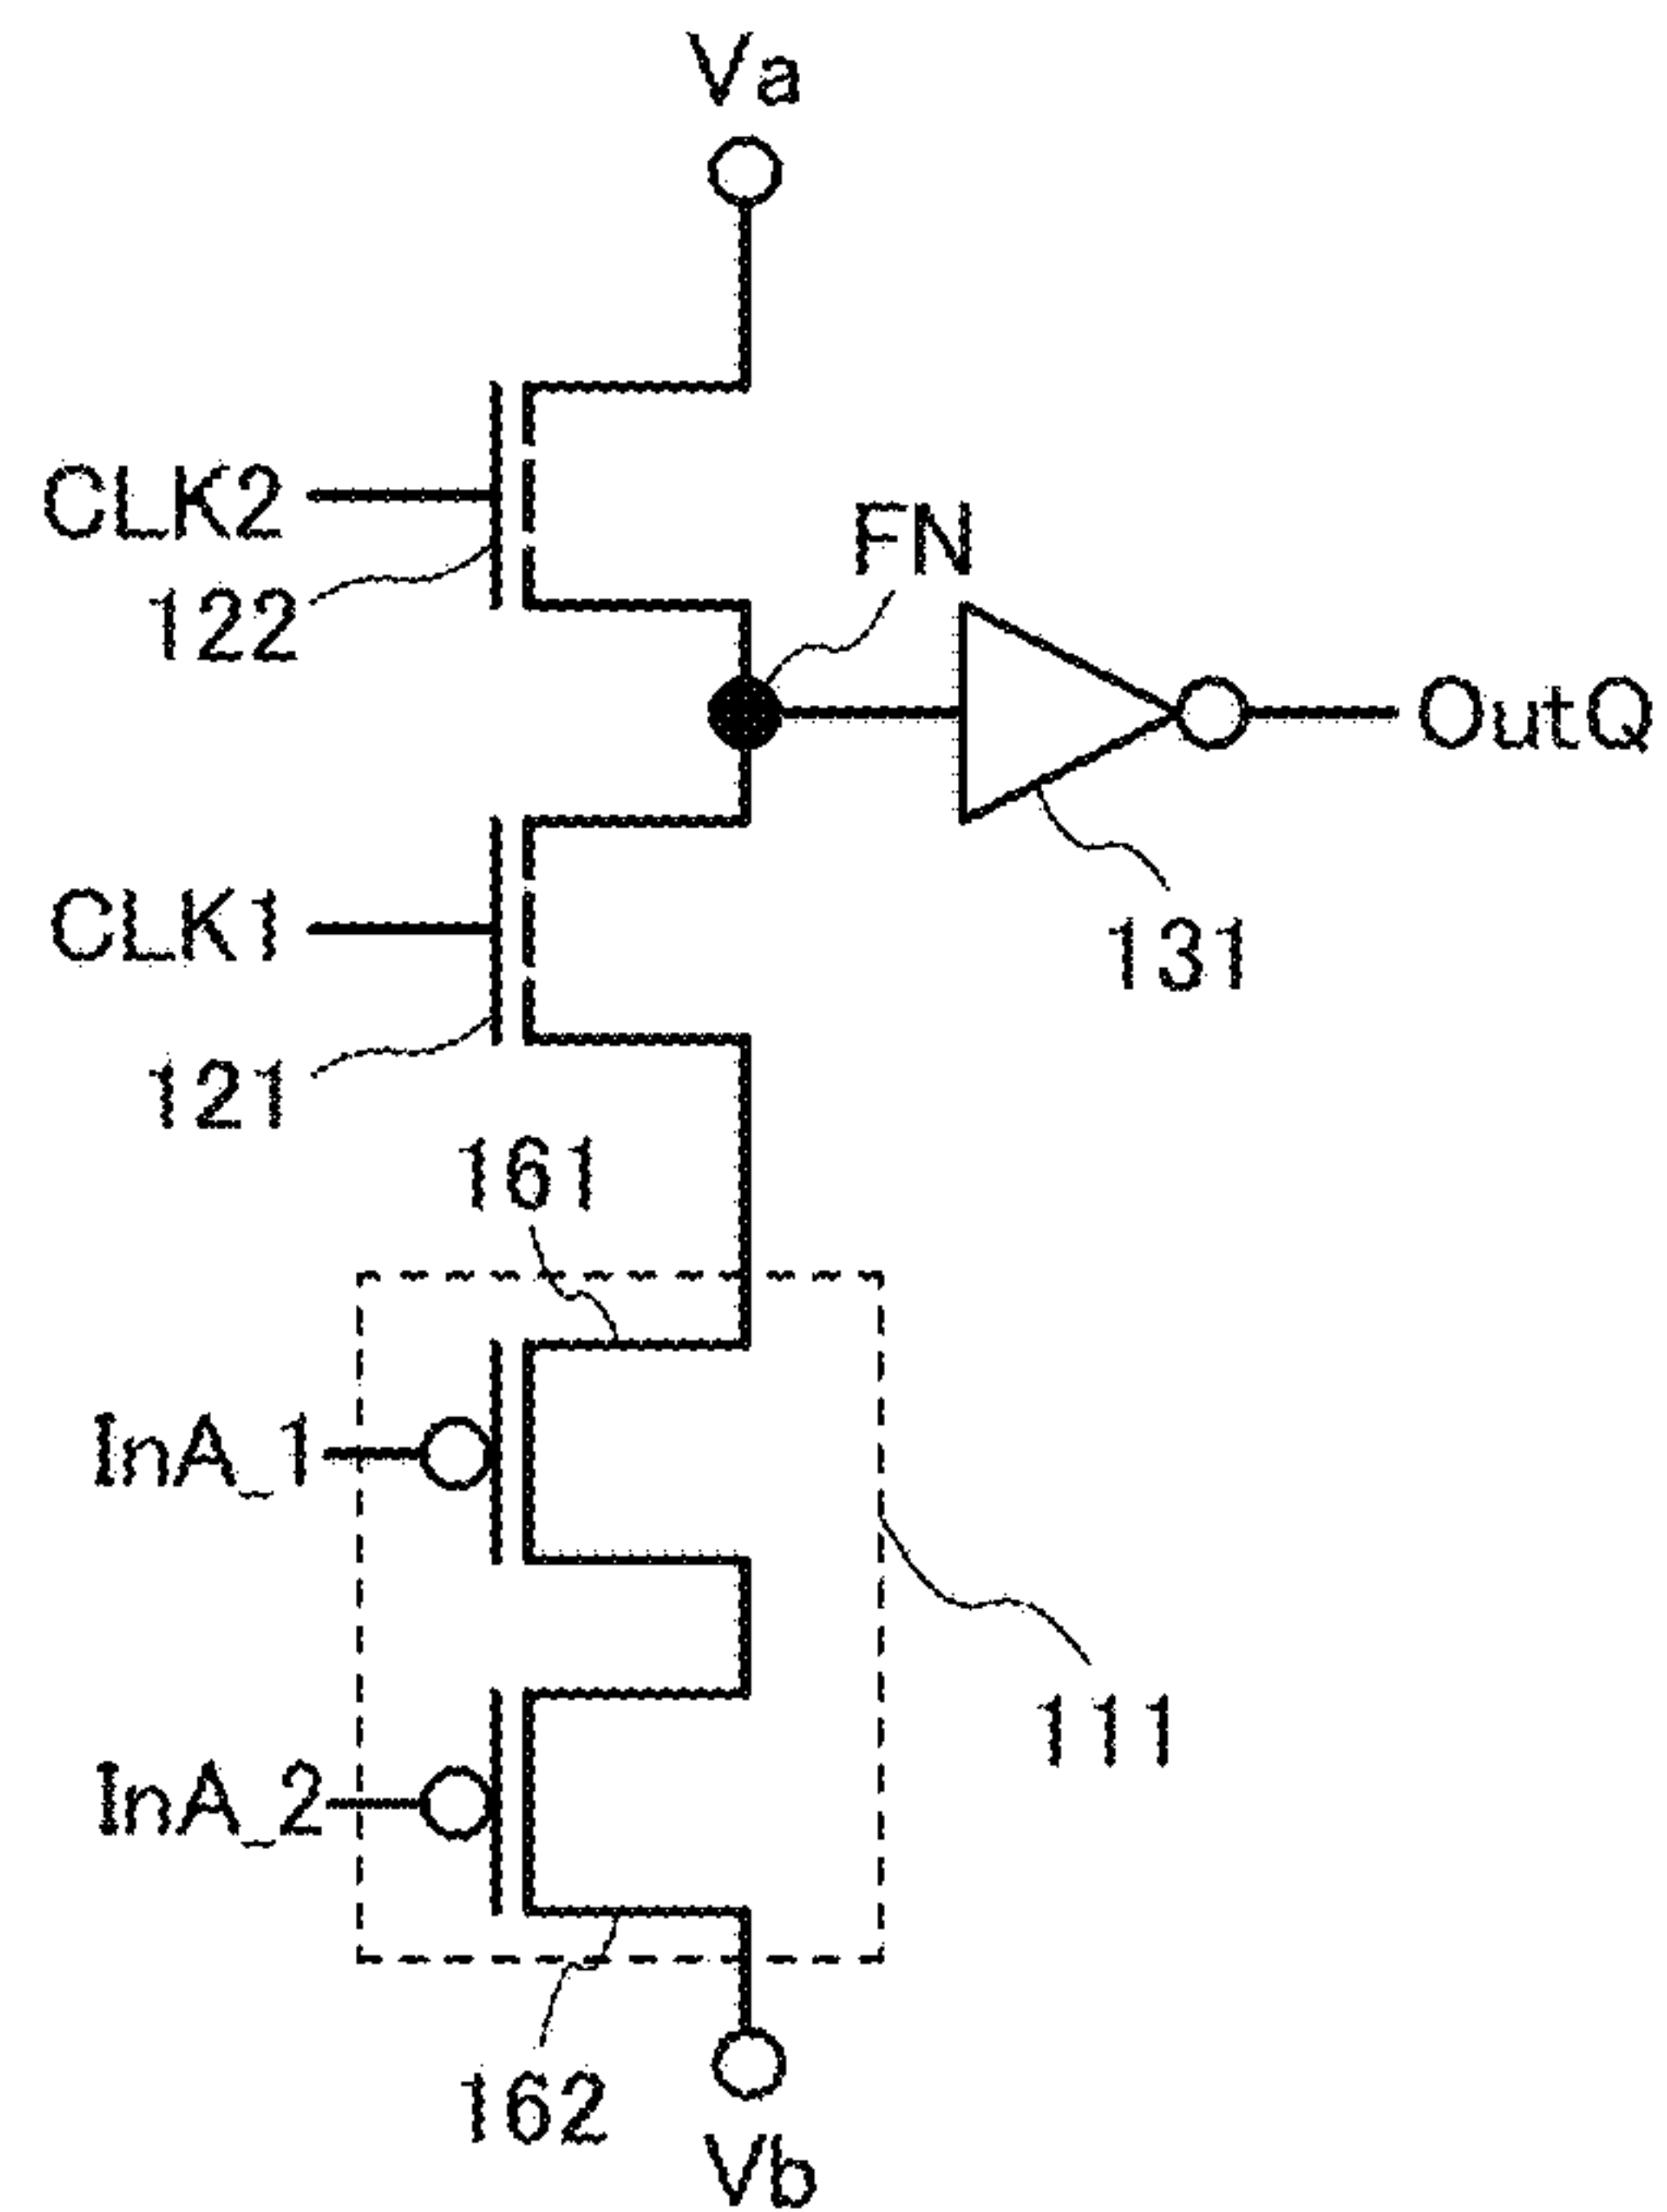 Va
CLK2
122
FN
OutQ
CLK1
131
121
161
InA_1
111
InA_2
162
Vb